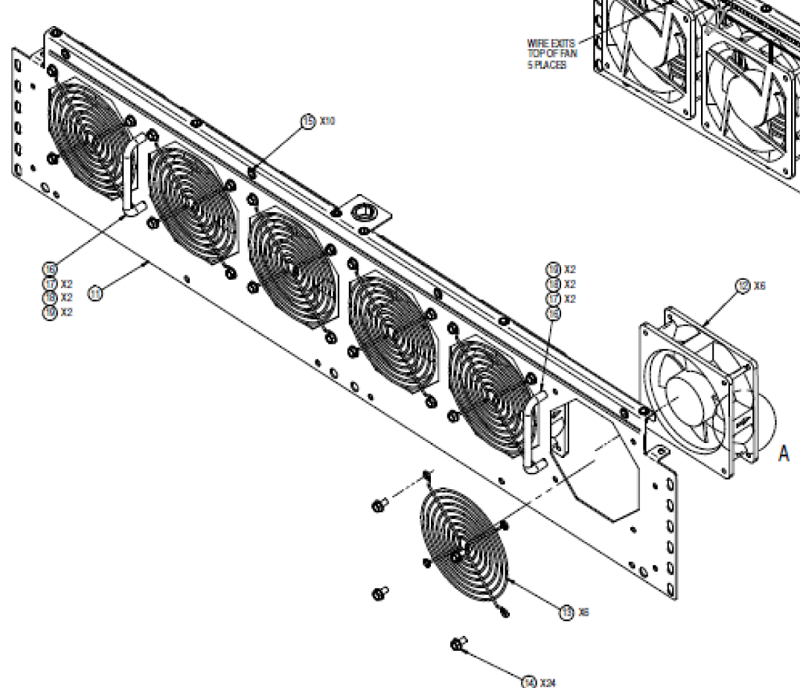 WIRE EXITS
TOP OF FAN
5 PLACES
15 X10
16
17 X2
18 X2
19 X2
11
19 X2
18 X2
17 X2
16
12 X6
A
13 X6
14 X24